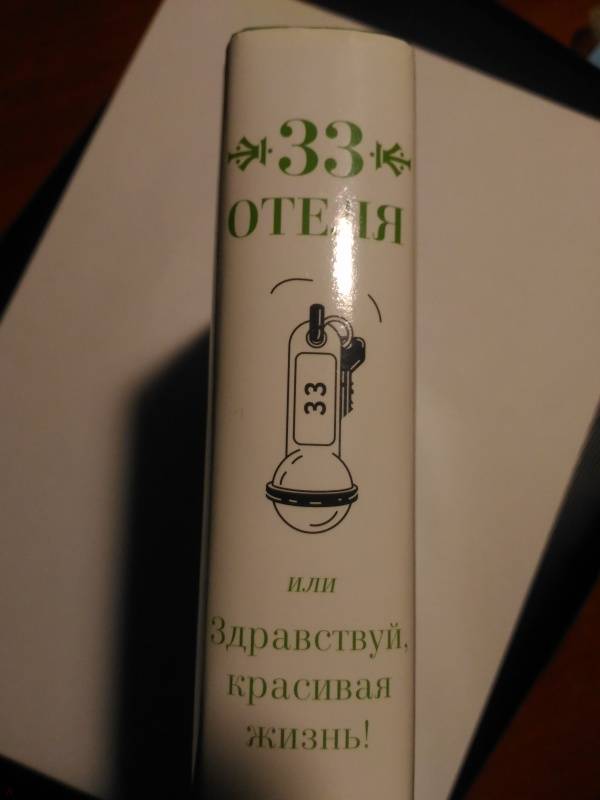 33
ОТЕЛЯ
33
или
Здравствуй,
красивая
жизнь!